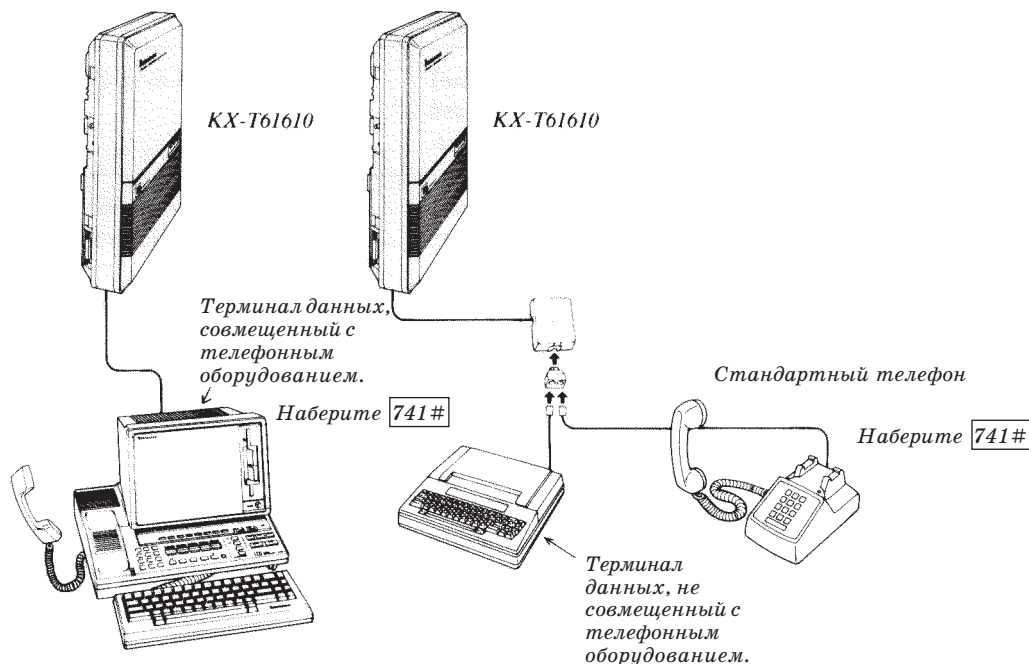 KX-T61610
KX-T61610
Терминал данных,
совмещенный с
телефонным
оборудованием.
Наберите 741#
Стандартный телефон
Наберите 741#
Терминал
данных, не
совмещенный с
телефонным
оборудованием.